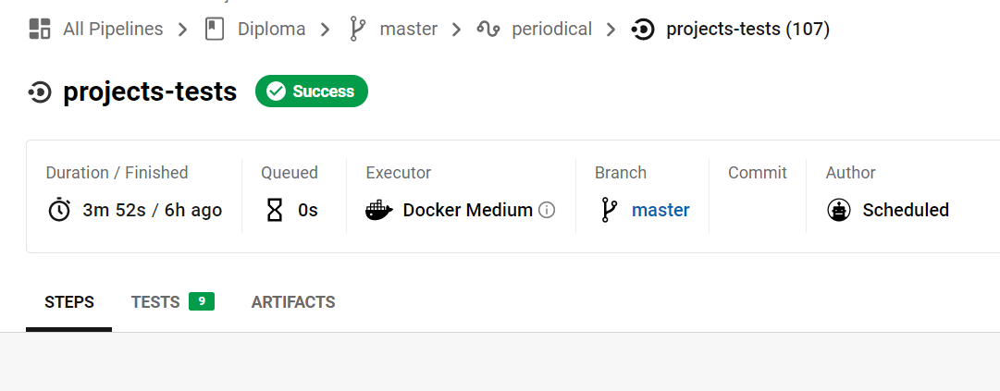 All Pipelines Diploma master periodical projects-tests (107)
projects-tests Success
Duration / Finished Queued Executor Branch Commit Author
3m 52s / 6h ago 0s Docker Medium master Scheduled
STEPS TESTS 9 ARTIFACTS